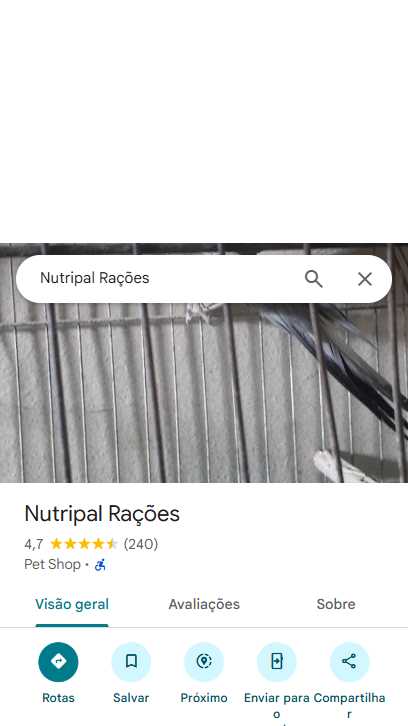 Nutripal Rações
Nutripal Rações
4,7 (240)
Pet Shop ·
Visão geral Avaliações Sobre
Rotas Salvar Próximo Enviar para o Compartilhar